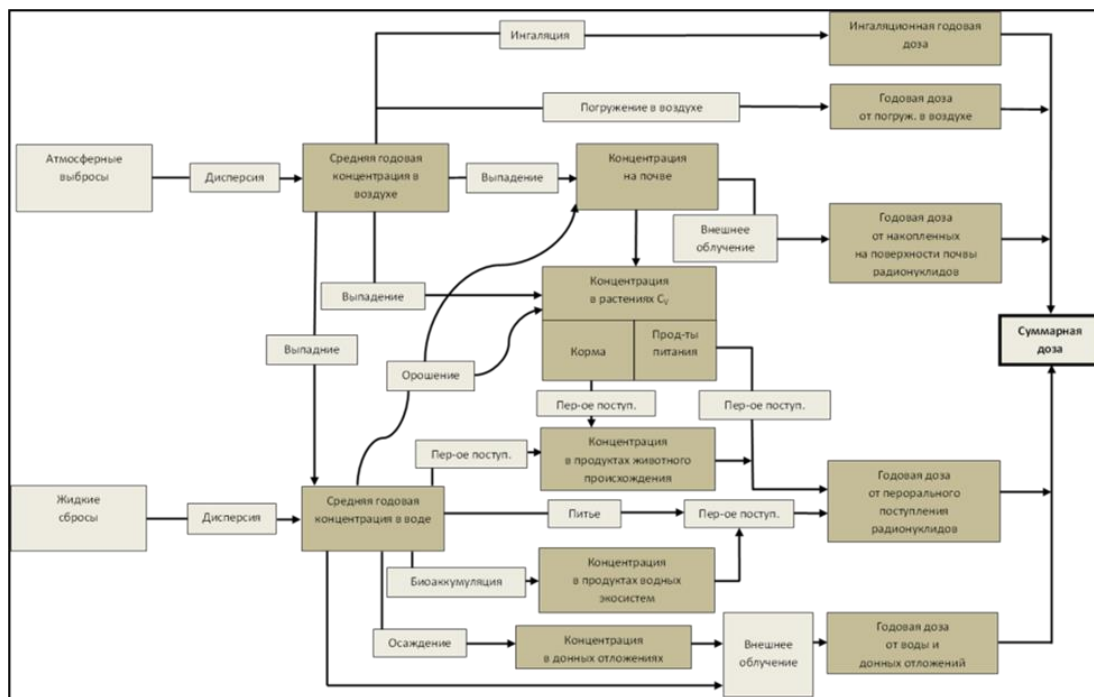 Ингаляция
Ингаляционная годовая
доза
Погружение в воздухе
Годовая доза
от погруж. в воздухе
Атмосферные
выбросы
Дисперсия
Средняя годовая
концентрация в
воздухе
Выпадение
Концентрация
на почве
Внешнее
облучение
Годовая доза
от накопленных
на поверхности почвы
радионуклидов
Выпадение
Концентрация
в растениях Cᵥ
Корма
Прод-ты
питания
Выпадние
Орошение
Суммарная
доза
Пер-ое поступ.
Пер-ое поступ.
Пер-ое поступ.
Концентрация
в продуктах животного
происхождения
Годовая доза
от перорального
поступления
радионуклидов
Жидкие
сбросы
Дисперсия
Средняя годовая
концентрация в воде
Питье
Пер-ое поступ.
Биоаккумуляция
Концентрация
в продуктах водных
экосистем
Осаждение
Концентрация
в донных отложениях
Внешнее
облучение
Годовая доза
от воды и
донных отложений